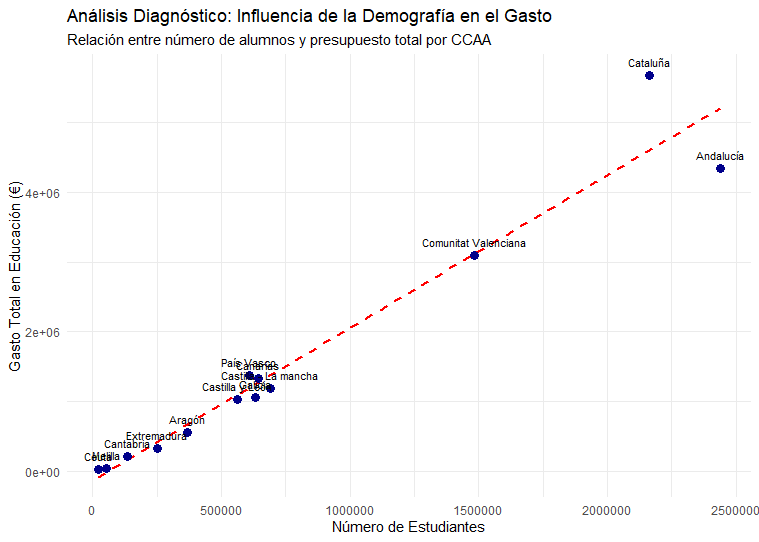 Análisis Diagnóstico: Influencia de la Demografía en el Gasto
Relación entre número de alumnos y presupuesto total por CCAA
Cataluña
Andalucía
4e+06
Comunitat Valenciana
Gasto Total en Educación (€)
2e+06
País Vasco
Canarias
Castilla - La mancha
Castilla y León
Galicia
Aragón
Extremadura
Cantabria
Melilla
Ceuta
0e+00
0
500000
1000000
1500000
2000000
2500000
Número de Estudiantes